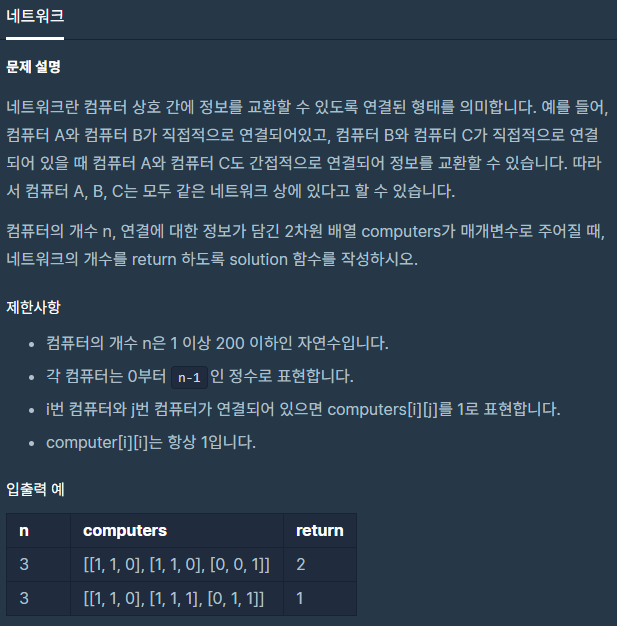 네트워크
문제 설명
네트워크란 컴퓨터 상호 간에 정보를 교환할 수 있도록 연결된 형태를 의미합니다. 예를 들어,
컴퓨터 A와 컴퓨터 B가 직접적으로 연결되어있고, 컴퓨터 B와 컴퓨터 C가 직접적으로 연결
되어 있을 때 컴퓨터 A와 컴퓨터 C도 간접적으로 연결되어 정보를 교환할 수 있습니다. 따라
서 컴퓨터 A, B, C는 모두 같은 네트워크 상에 있다고 할 수 있습니다.
컴퓨터의 개수 n, 연결에 대한 정보가 담긴 2차원 배열 computers가 매개변수로 주어질 때,
네트워크의 개수를 return 하도록 solution 함수를 작성하시오.
제한사항
• 컴퓨터의 개수 n은 1 이상 200 이하인 자연수입니다.
• 각 컴퓨터는 0부터 n-1 인 정수로 표현합니다.
• i번 컴퓨터와 j번 컴퓨터가 연결되어 있으면 computers[i][j]를 1로 표현합니다.
• computer[i][i]는 항상 1입니다.
입출력 예
n computers return
3 [[1, 1, 0], [1, 1, 0], [0, 0, 1]] 2
3 [[1, 1, 0], [1, 1, 1], [0, 1, 1]] 1